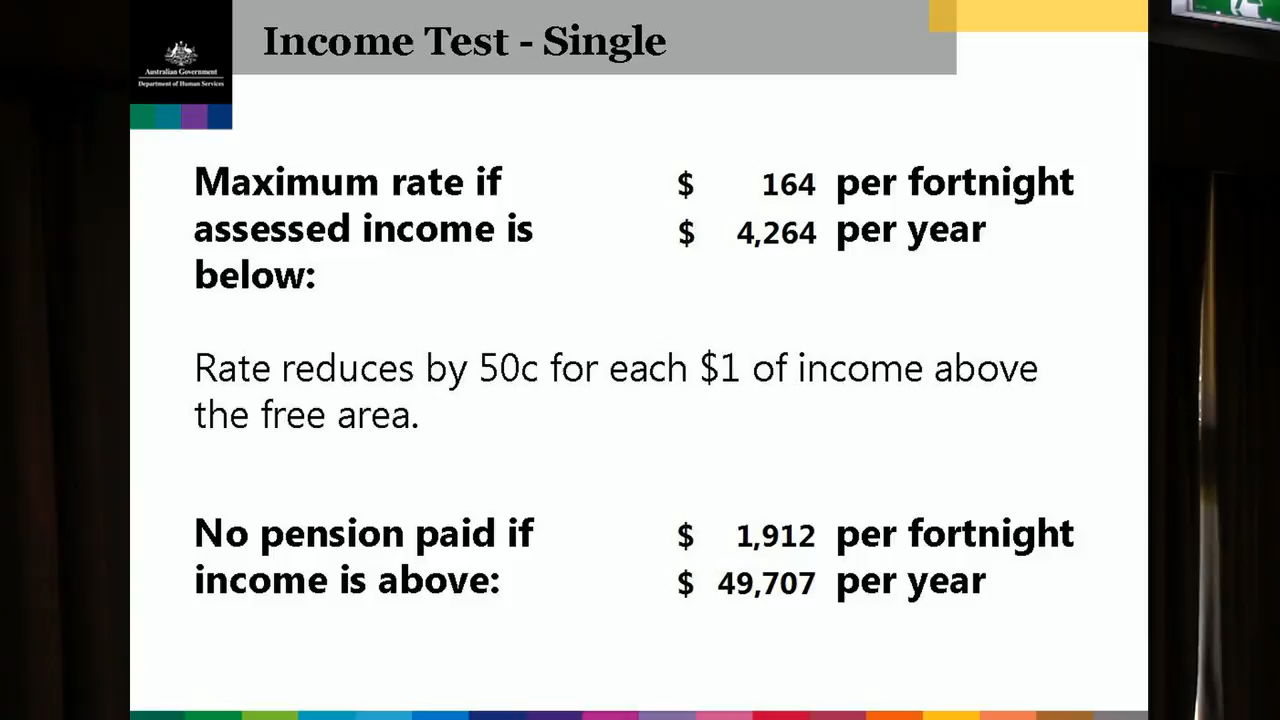 Income Test - Single
Australian Government
Department of Human Services
Maximum rate if $ 164 per fortnight
assessed income is $ 4,264 per year
below:
Rate reduces by 50c for each $1 of income above
the free area.
No pension paid if $ 1,912 per fortnight
income is above: $ 49,707 per year